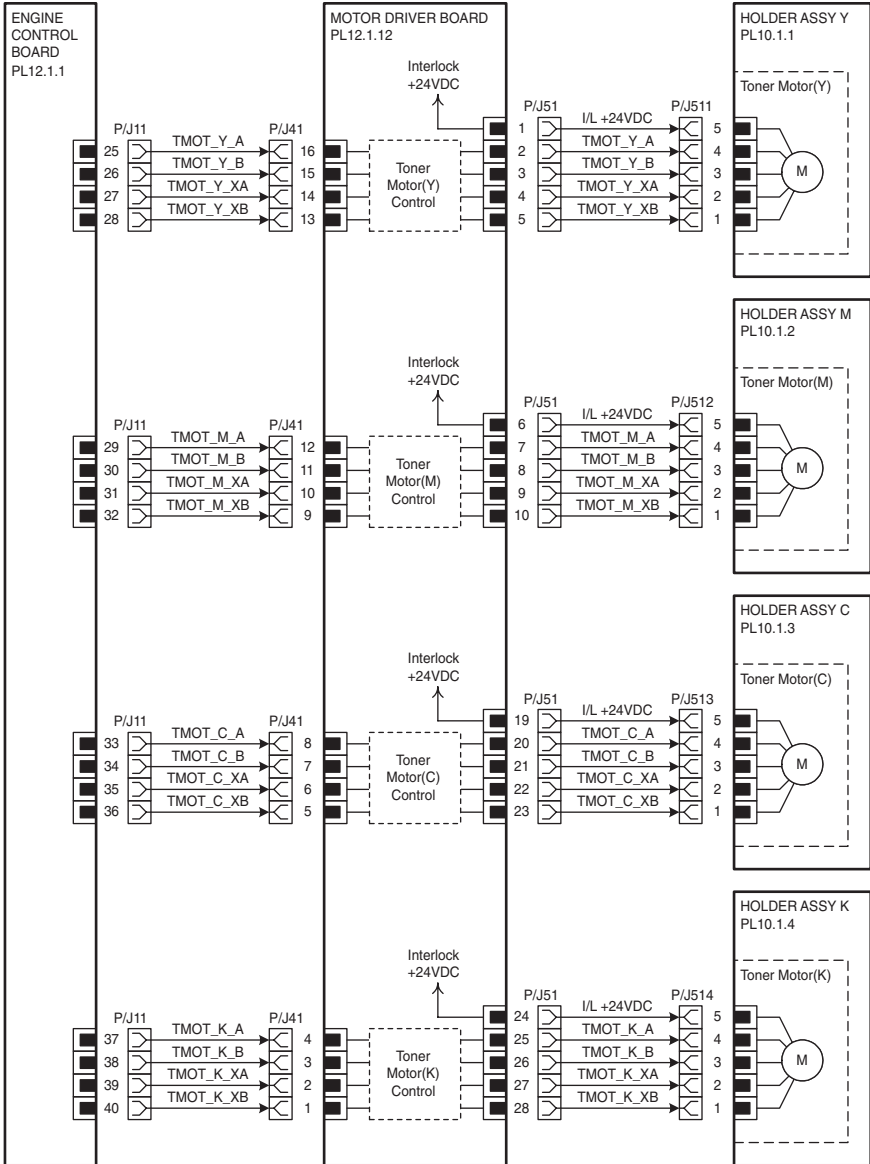 ENGINE
CONTROL
BOARD
PL12.1.1
MOTOR DRIVER BOARD
PL12.1.12
HOLDER ASSY Y
PL10.1.1
Toner Motor(Y)
Interlock
+24VDC
P/J11
P/J41
P/J51
P/J511
1 I/L +24VDC 5
25 TMOT_Y_A 16
2 TMOT_Y_A 4
26 TMOT_Y_B 15
3 TMOT_Y_B 3
27 TMOT_Y_XA 14
4 TMOT_Y_XA 2
28 TMOT_Y_XB 13
5 TMOT_Y_XB 1
Toner
Motor(Y)
Control
M
HOLDER ASSY M
PL10.1.2
Toner Motor(M)
Interlock
+24VDC
P/J11
P/J41
P/J51
P/J512
6 I/L +24VDC 5
29 TMOT_M_A 12
7 TMOT_M_A 4
30 TMOT_M_B 11
8 TMOT_M_B 3
31 TMOT_M_XA 10
9 TMOT_M_XA 2
32 TMOT_M_XB 9
10 TMOT_M_XB 1
Toner
Motor(M)
Control
M
HOLDER ASSY C
PL10.1.3
Toner Motor(C)
Interlock
+24VDC
P/J11
P/J41
P/J51
P/J513
19 I/L +24VDC 5
33 TMOT_C_A 8
20 TMOT_C_A 4
34 TMOT_C_B 7
21 TMOT_C_B 3
35 TMOT_C_XA 6
22 TMOT_C_XA 2
36 TMOT_C_XB 5
23 TMOT_C_XB 1
Toner
Motor(C)
Control
M
HOLDER ASSY K
PL10.1.4
Toner Motor(K)
Interlock
+24VDC
P/J11
P/J41
P/J51
P/J514
24 I/L +24VDC 5
37 TMOT_K_A 4
25 TMOT_K_A 4
38 TMOT_K_B 3
26 TMOT_K_B 3
39 TMOT_K_XA 2
27 TMOT_K_XA 2
40 TMOT_K_XB 1
28 TMOT_K_XB 1
Toner
Motor(K)
Control
M